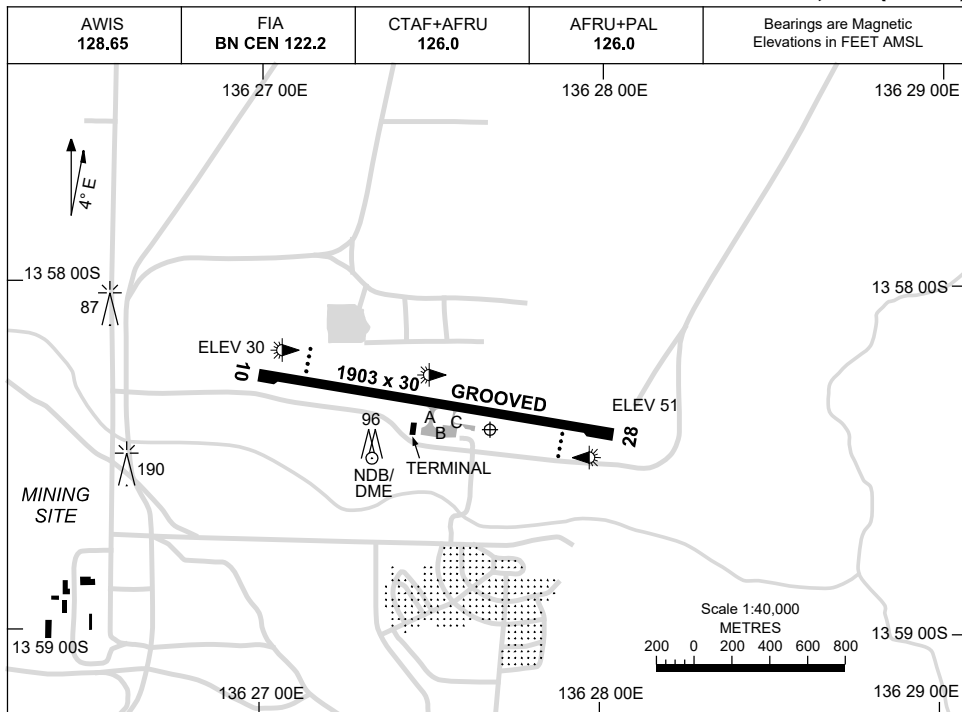 AWIS
128.65
FIA
BN CEN 122.2
CTAF+AFRU
126.0
AFRU+PAL
126.0
Bearings are Magnetic
Elevations in FEET AMSL
136 27 00E
136 28 00E
136 29 00E
4° E
13 58 00S
13 58 00S
87
ELEV 30
10
1903 x 30
GROOVED
ELEV 51
28
A
B
C
96
TERMINAL
NDB/
DME
190
MINING
SITE
Scale 1:40,000
METRES
200 0 200 400 600 800
13 59 00S
13 59 00S
136 27 00E
136 28 00E
136 29 00E